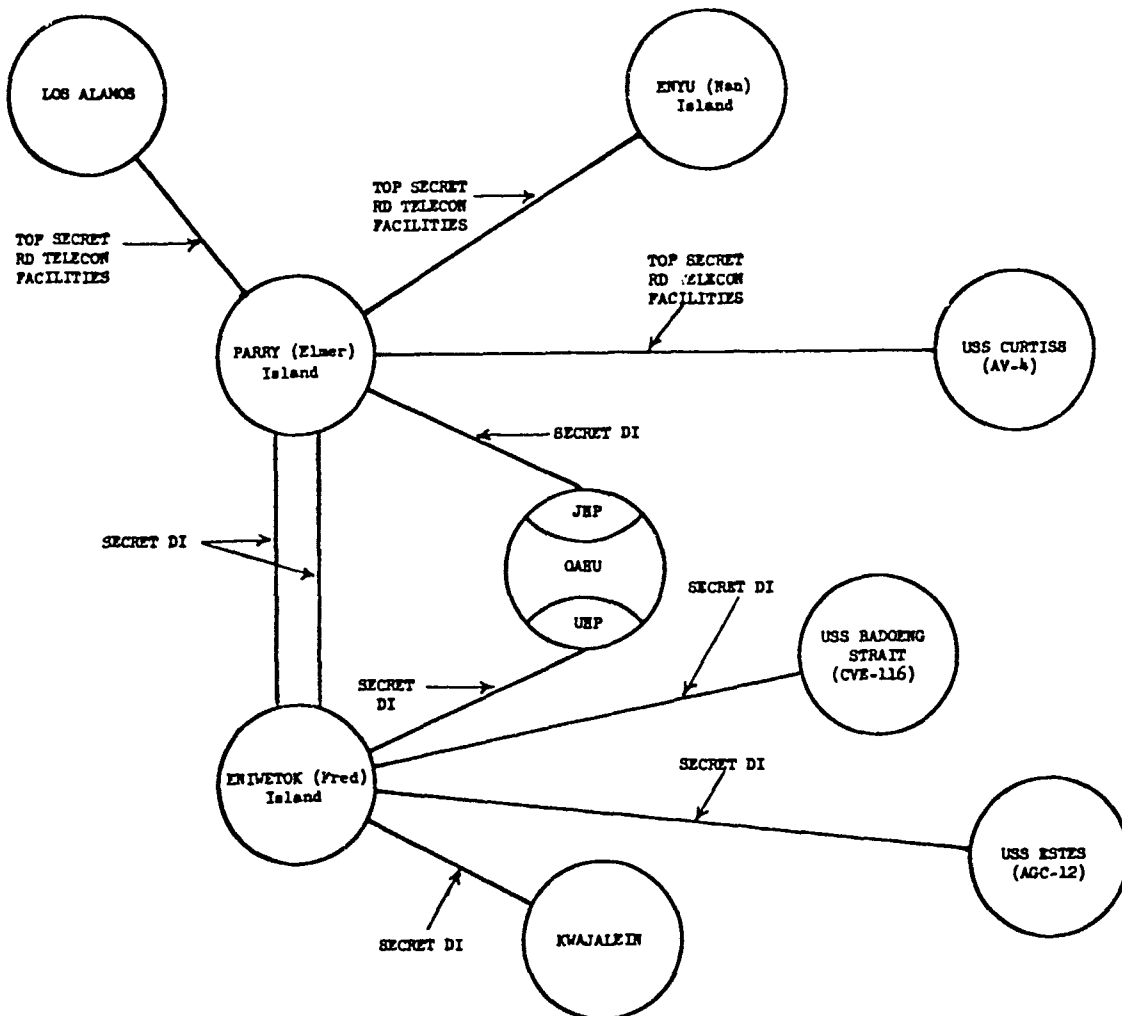 LOS ALAMOS
ENYU (Nan)
Island
TOP SECRET
RD TELECON
FACILITIES
TOP SECRET
RD TELECON
FACILITIES
TOP SECRET
RD TELECON
FACILITIES
PARRY (Elmer)
Island
USS CURTISS
(AV-4)
SECRET DI
JHP
OAHU
UHP
SECRET DI
SECRET DI
USS BADOENG
STRAIT
(CVE-116)
SECRET
DI
ENIWETOK (Fred)
Island
SECRET DI
USS ESTES
(AGC-12)
SECRET DI
KWAJALEIN